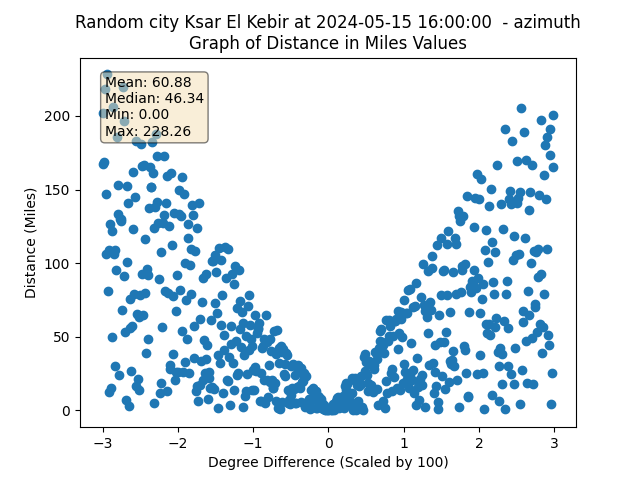 Random city Ksar El Kebir at 2024-05-15 16:00:00 - azimuth
Graph of Distance in Miles Values
Mean: 60.88
Median: 46.34
Min: 0.00
Max: 228.26
200
150
100
50
0
Distance (Miles)
−3
−2
−1
0
1
2
3
Degree Difference (Scaled by 100)